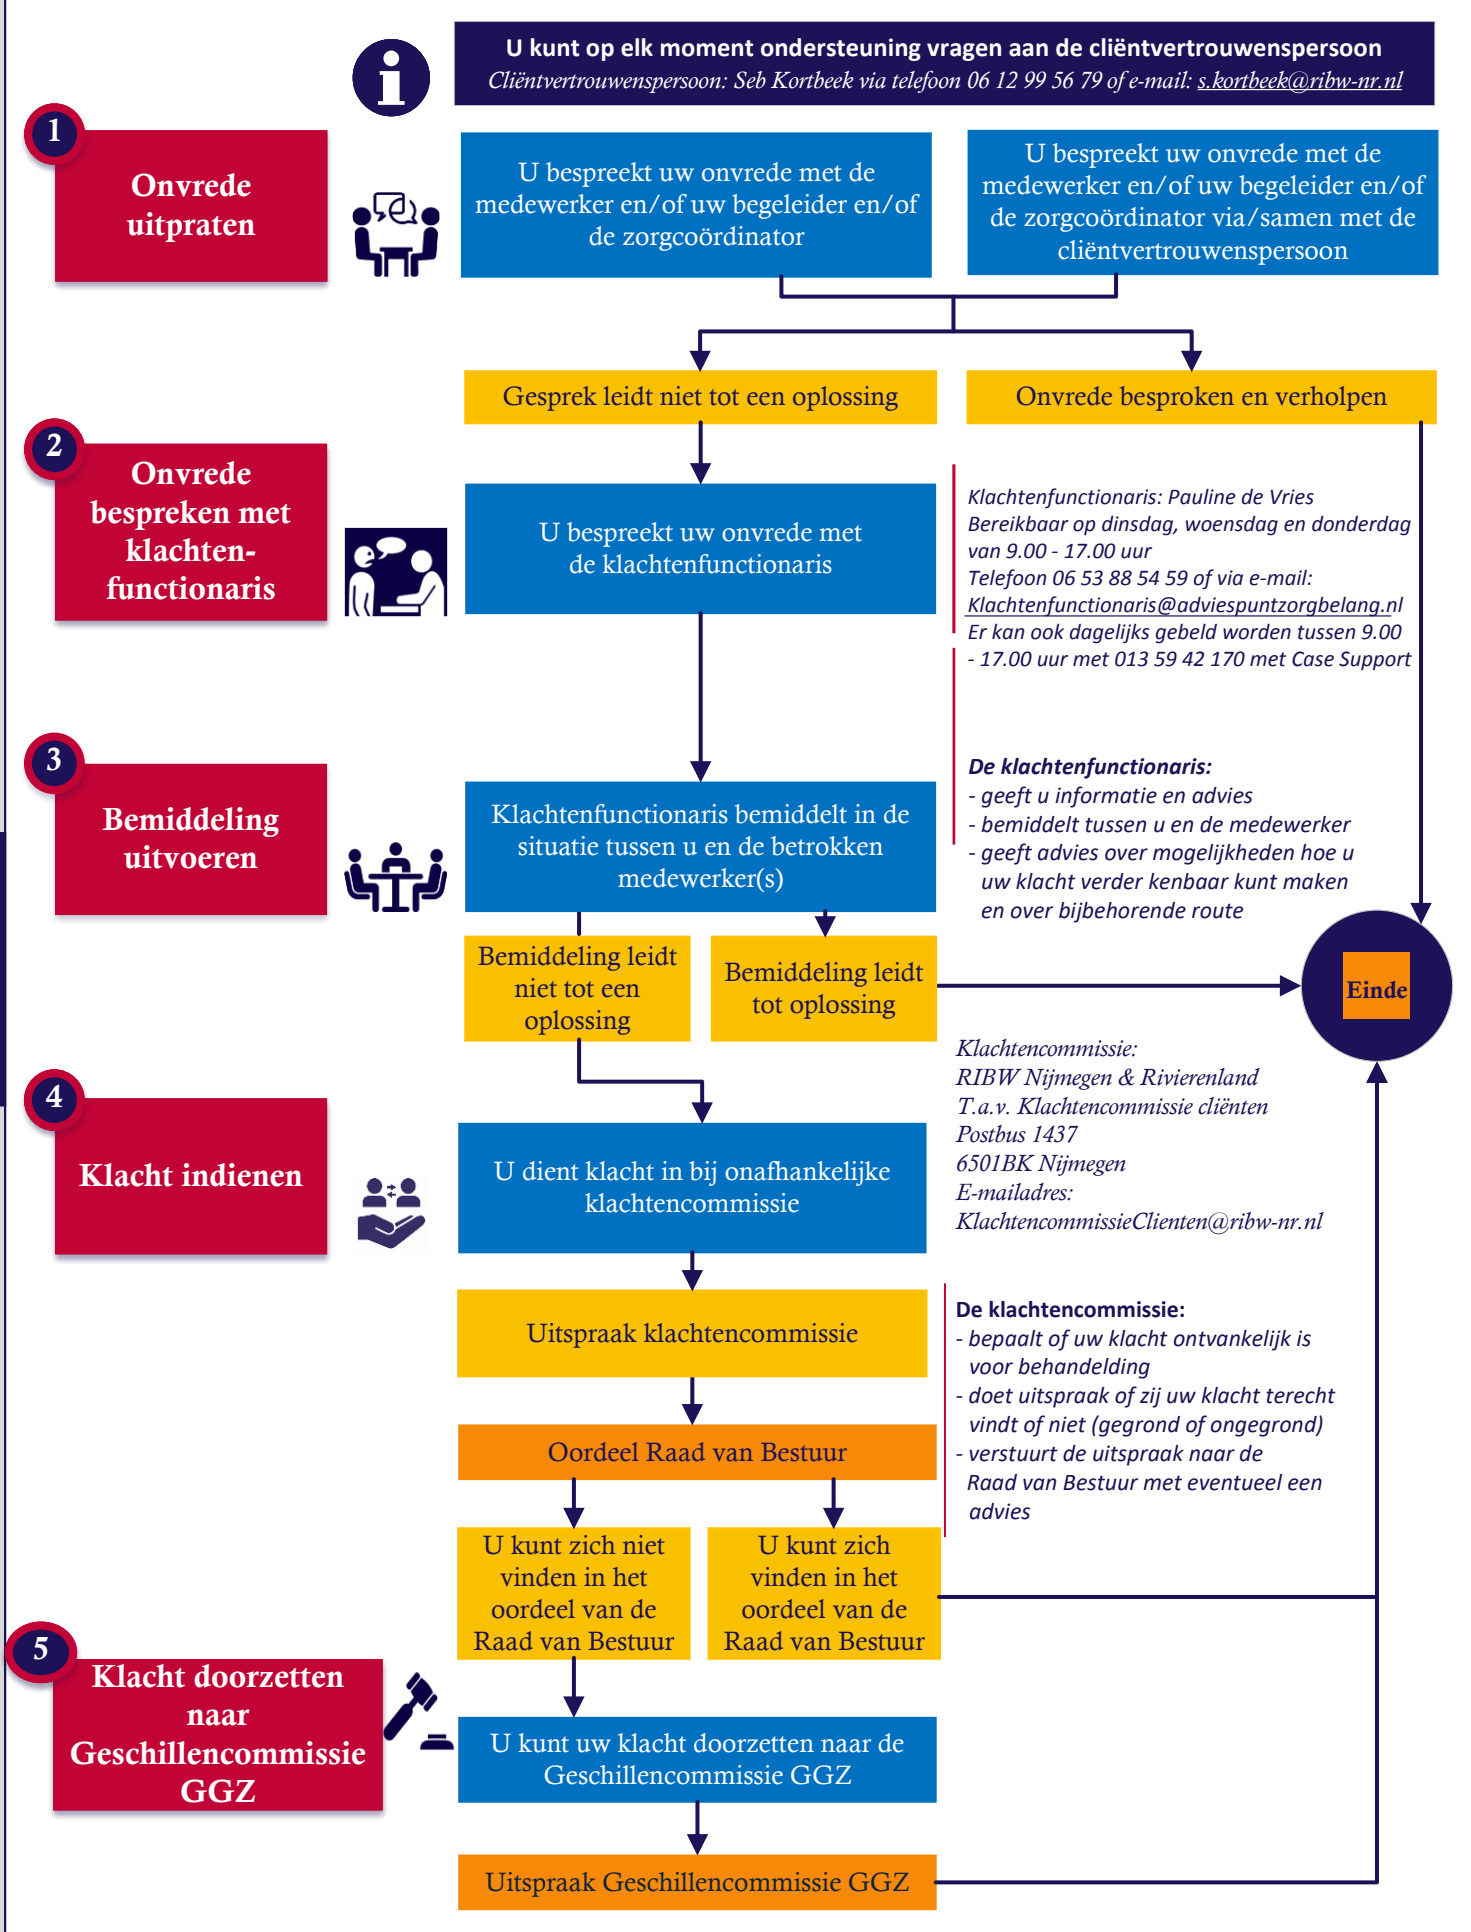 U kunt op elk moment ondersteuning vragen aan de cliëntvertrouwenspersoon
Cliëntvertrouwenspersoon: Seb Kortbeek via telefoon 06 12 99 56 79 of e-mail: s.kortbeek@ribw-nr.nl
1
Onvrede
uitpraten
U bespreekt uw onvrede met de
medewerker en/of uw begeleider en/of
de zorgcoördinator
U bespreekt uw onvrede met de
medewerker en/of uw begeleider en/of
de zorgcoördinator via/samen met de
cliëntvertrouwenspersoon
Gesprek leidt niet tot een oplossing
Onvrede besproken en verholpen
2
Onvrede
bespreken met
klachten-
functionaris
U bespreekt uw onvrede met
de klachtenfunctionaris
Klachtenfunctionaris: Pauline de Vries
Bereikbaar op dinsdag, woensdag en donderdag
van 9.00 - 17.00 uur
Telefoon 06 53 88 54 59 of via e-mail:
Klachtenfunctionaris@adviespuntzorgbelang.nl
Er kan ook dagelijks gebeld worden tussen 9.00
- 17.00 uur met 013 59 42 170 met Case Support
3
Bemiddeling
uitvoeren
Klachtenfunctionaris bemiddelt in de
situatie tussen u en de betrokken
medewerker(s)
De klachtenfunctionaris:
- geeft u informatie en advies
- bemiddelt tussen u en de medewerker
- geeft advies over mogelijkheden hoe u
uw klacht verder kenbaar kunt maken
en over bijbehorende route
Bemiddeling leidt
niet tot een
oplossing
Bemiddeling leidt
tot oplossing
Einde
4
Klacht indienen
U dient klacht in bij onafhankelijke
klachtencommissie
Klachtencommissie:
RIBW Nijmegen & Rivierenland
T.a.v. Klachtencommissie cliënten
Postbus 1437
6501BK Nijmegen
E-mailadres:
KlachtencommissieClienten@ribw-nr.nl
Uitspraak klachtencommissie
De klachtencommissie:
- bepaalt of uw klacht ontvankelijk is
voor behandelding
- doet uitspraak of zij uw klacht terecht
vindt of niet (gegrond of ongegrond)
- verstuurt de uitspraak naar de
Raad van Bestuur met eventueel een
advies
Oordeel Raad van Bestuur
U kunt zich niet
vinden in het
oordeel van de
Raad van Bestuur
U kunt zich
vinden in het
oordeel van de
Raad van Bestuur
5
Klacht doorzetten
naar
Geschillencommissie
GGZ
U kunt uw klacht doorzetten naar de
Geschillencommissie GGZ
Uitspraak Geschillencommissie GGZ